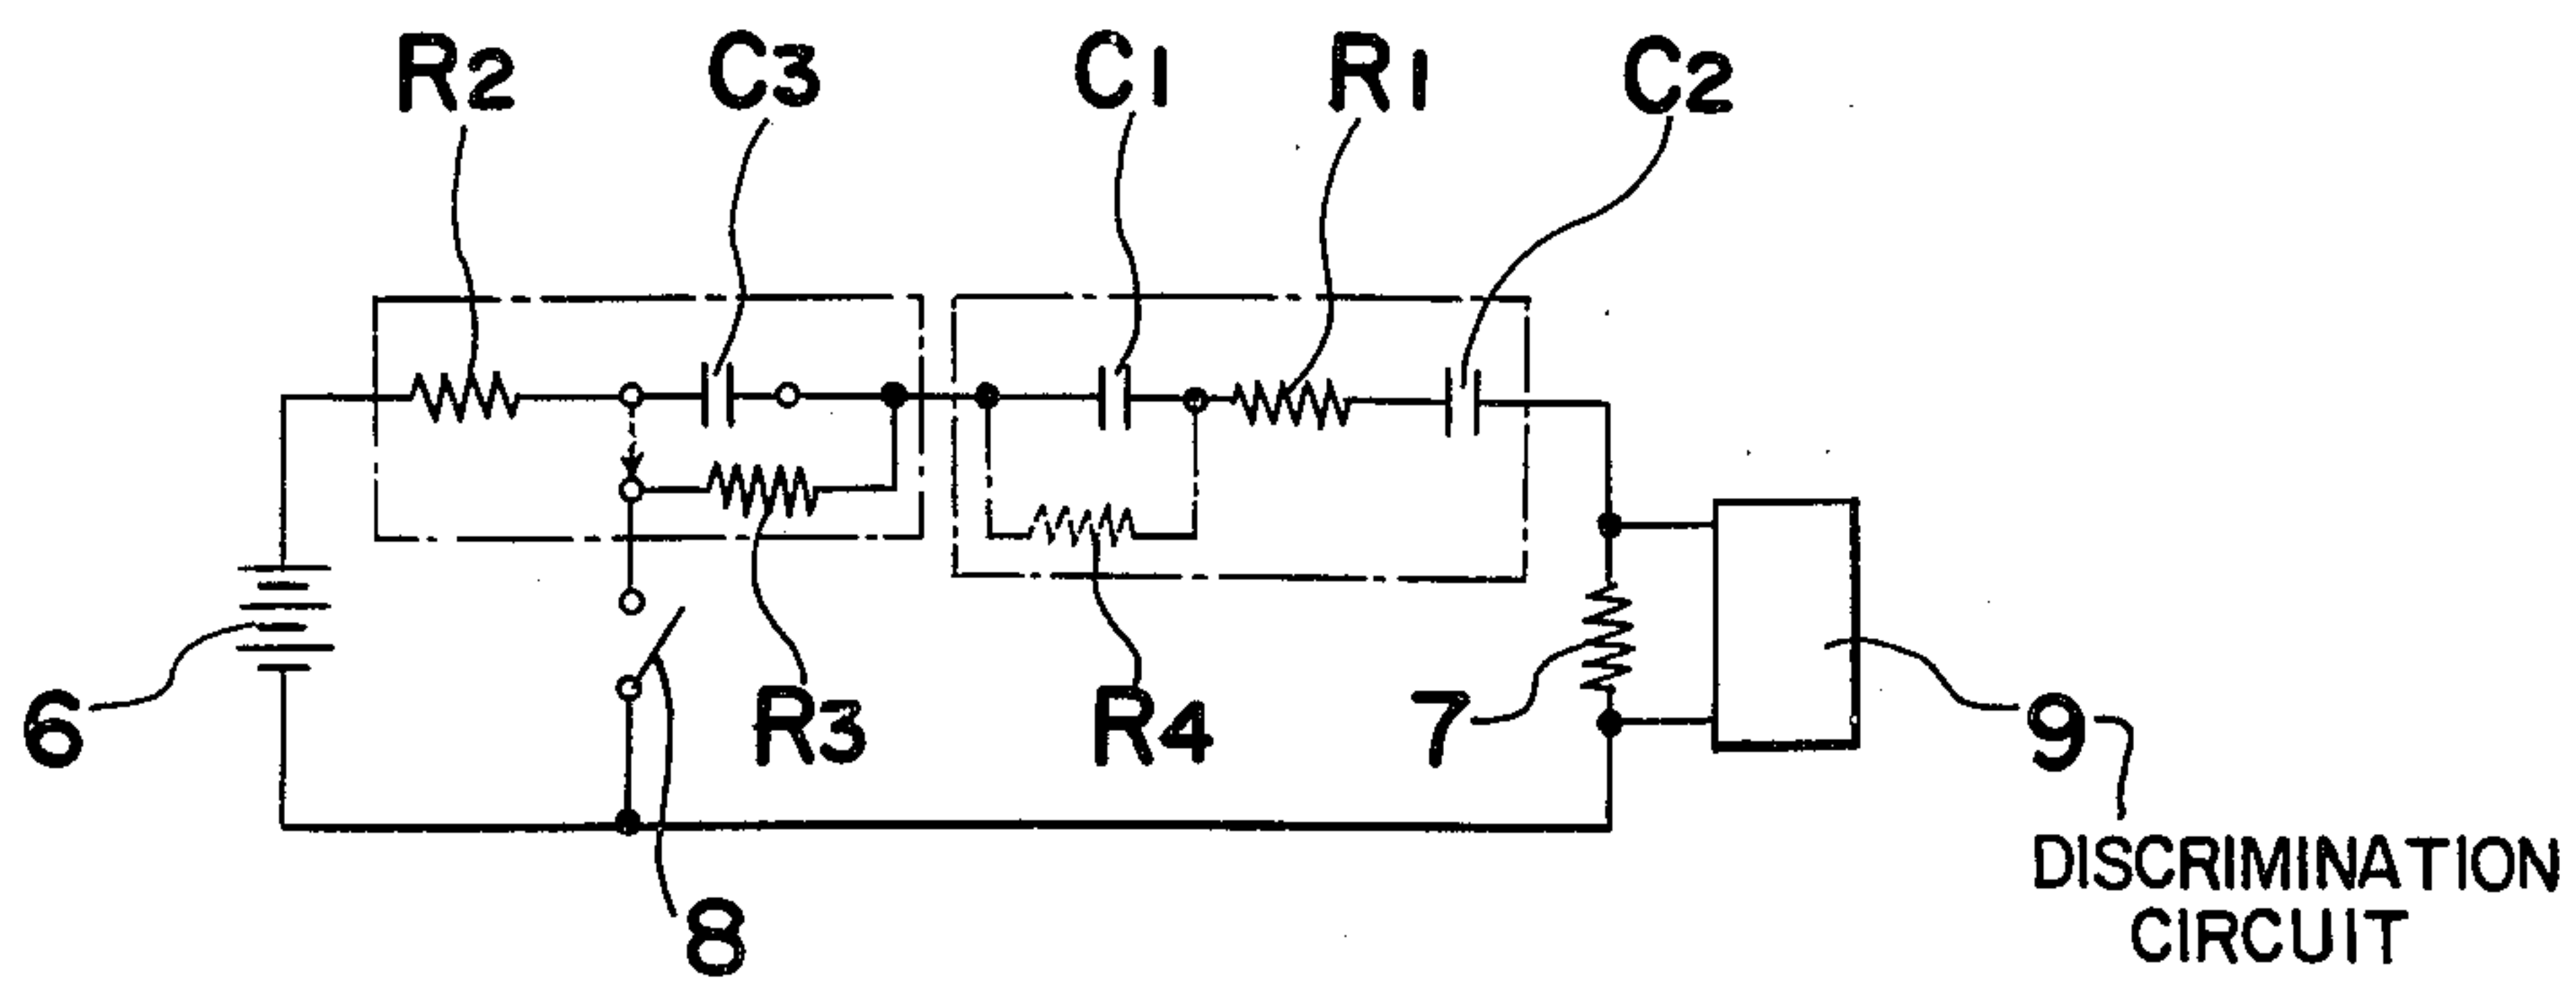 R2 C3 C1 R1 C2
6 R3 R4 7 9
8
DISCRIMINATION
CIRCUIT